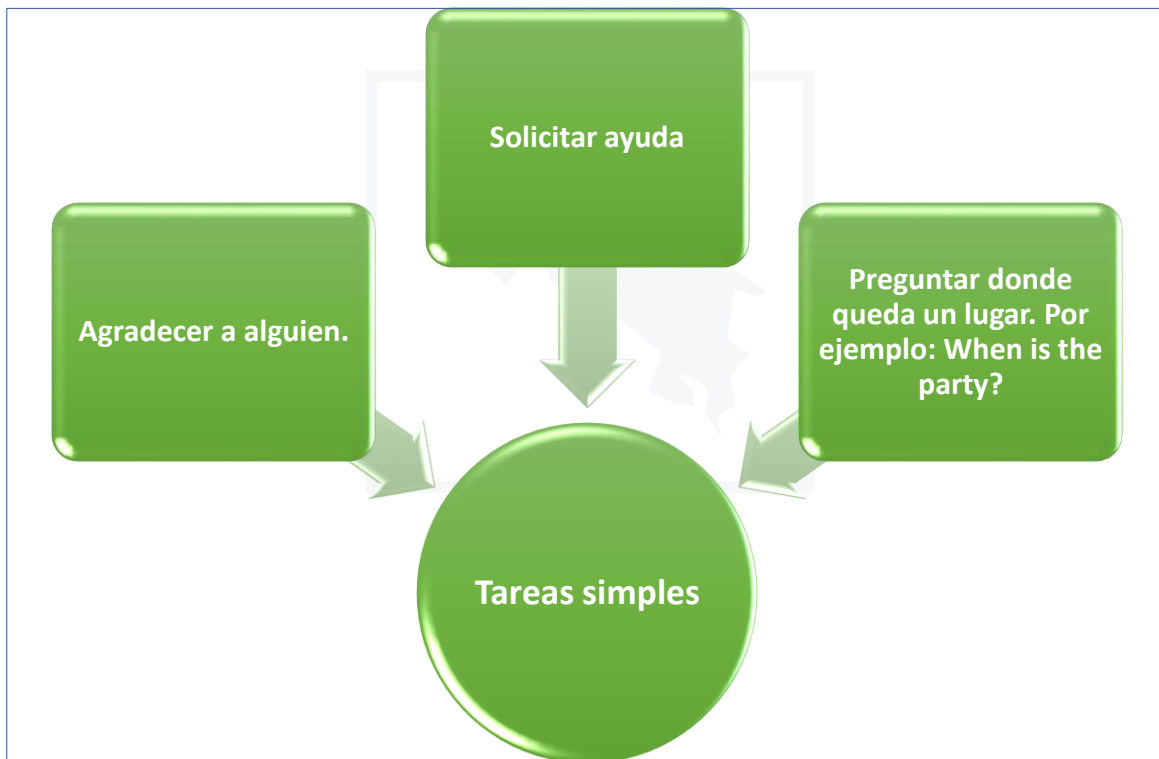 Solicitar ayuda
Agradecer a alguien.
Preguntar donde
queda un lugar. Por
ejemplo: When is the
party?
Tareas simples